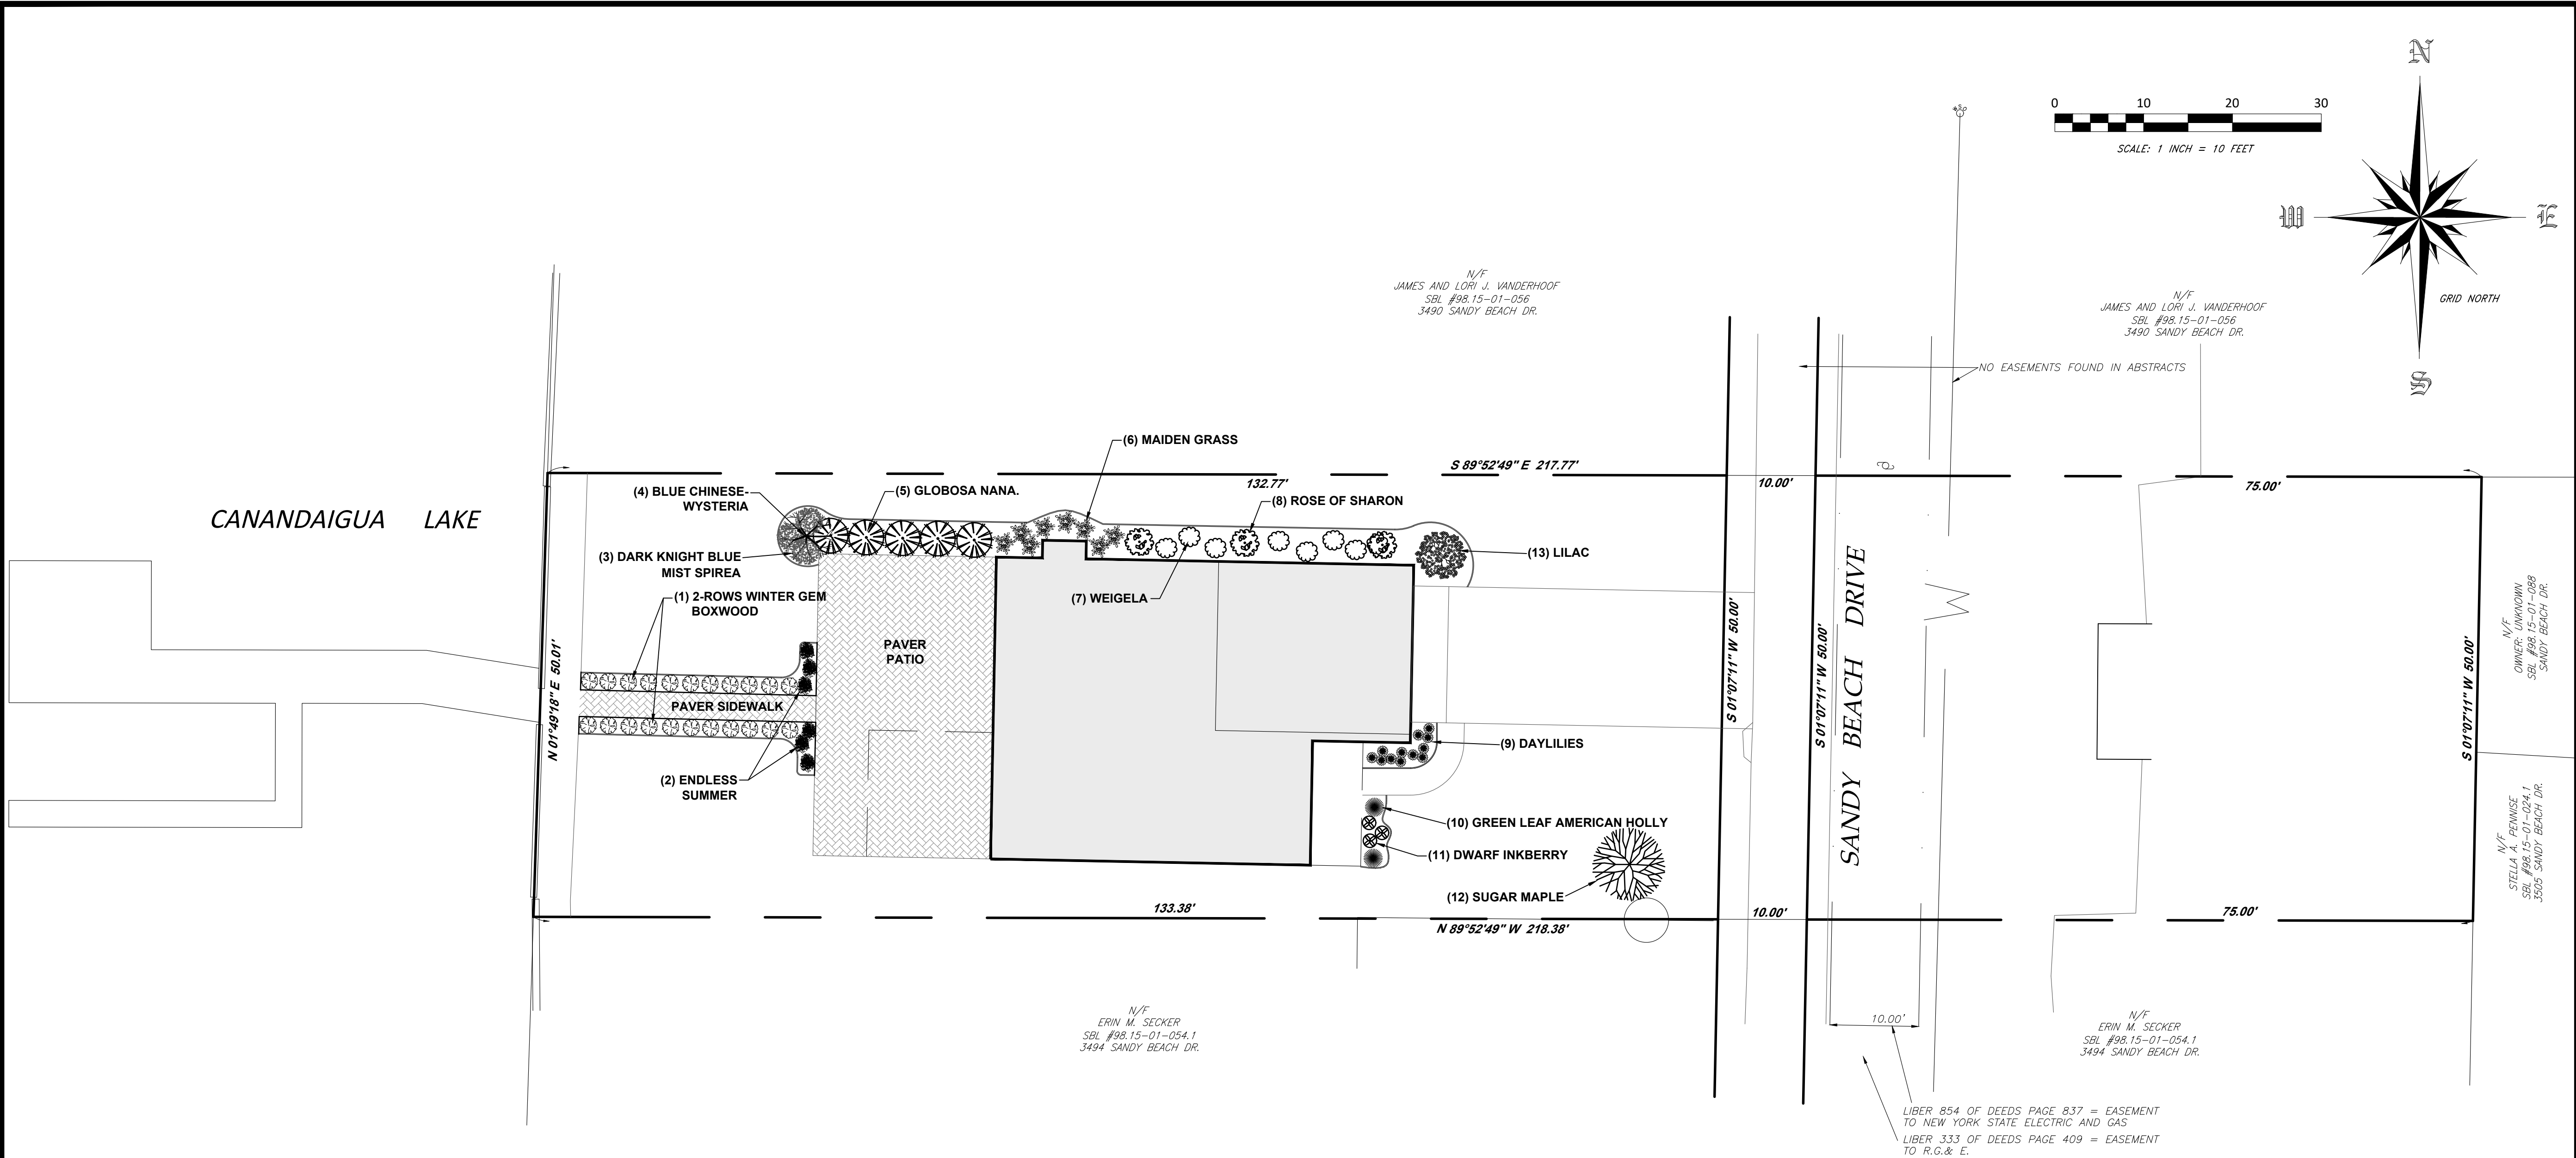 N
0 10 20 30
SCALE: 1 INCH = 10 FEET
W
E
GRID NORTH
S
N/F
JAMES AND LORI J. VANDERHOOF
SBL #98.15-01-056
3490 SANDY BEACH DR.
N/F
JAMES AND LORI J. VANDERHOOF
SBL #98.15-01-056
3490 SANDY BEACH DR.
NO EASEMENTS FOUND IN ABSTRACTS
(6) MAIDEN GRASS
S 89°52'49" E 217.77'
132.77'
10.00'
75.00'
(4) BLUE CHINESE-
WYSTERIA
(5) GLOBOSA NANA.
(8) ROSE OF SHARON
CANANDAIGUA LAKE
(3) DARK KNIGHT BLUE
MIST SPIREA
(13) LILAC
(1) 2-ROWS WINTER GEM
BOXWOOD
(7) WEIGELA
PAVER
PATIO
N 01°49'18" E 50.01'
PAVER SIDEWALK
S 01°07'11" W 50.00'
S 01°07'11" W 50.00'
SANDY BEACH DRIVE
S 01°07'11" W 50.00'
N/F
OWNER: UNKNOWN
SBL #98.15-01-088
SANDY BEACH DR.
(9) DAYLILIES
(2) ENDLESS
SUMMER
(10) GREEN LEAF AMERICAN HOLLY
(11) DWARF INKBERRY
(12) SUGAR MAPLE
N/F
STELLA A. PENNISE
SBL #98.15-01-024.1
3505 SANDY BEACH DR.
133.38'
10.00'
75.00'
N 89°52'49" W 218.38'
N/F
ERIN M. SECKER
SBL #98.15-01-054.1
3494 SANDY BEACH DR.
10.00'
N/F
ERIN M. SECKER
SBL #98.15-01-054.1
3494 SANDY BEACH DR.
LIBER 854 OF DEEDS PAGE 837 = EASEMENT
TO NEW YORK STATE ELECTRIC AND GAS
LIBER 333 OF DEEDS PAGE 409 = EASEMENT
TO R.G.& E.